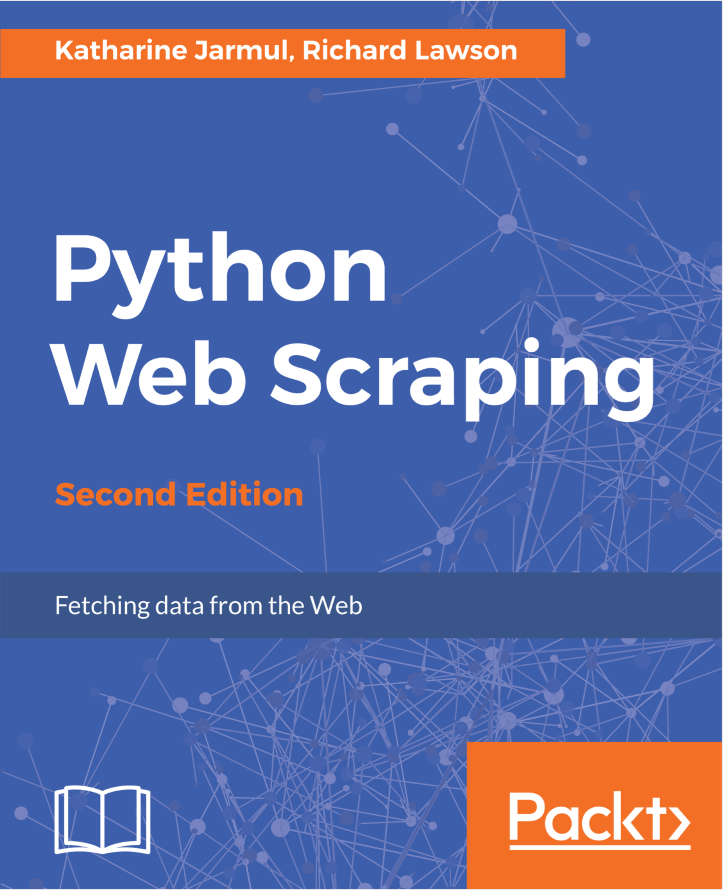 Katharine Jarmul, Richard Lawson
Python
Web Scraping
Second Edition
Fetching data from the Web
Packt>